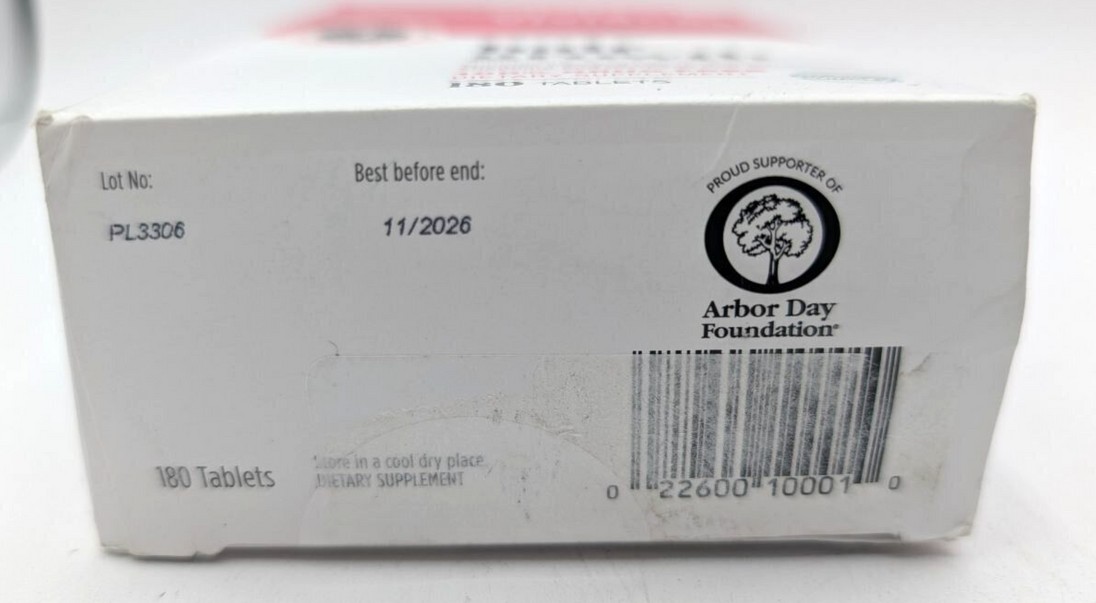 180 TABLETS
Lot No:
Best before end:
PL3306
11/2026
PROUD SUPPORTER OF
Arbor Day
Foundation®
180 Tablets
Store in a cool dry place
DIETARY SUPPLEMENT
0 22600 10001 0